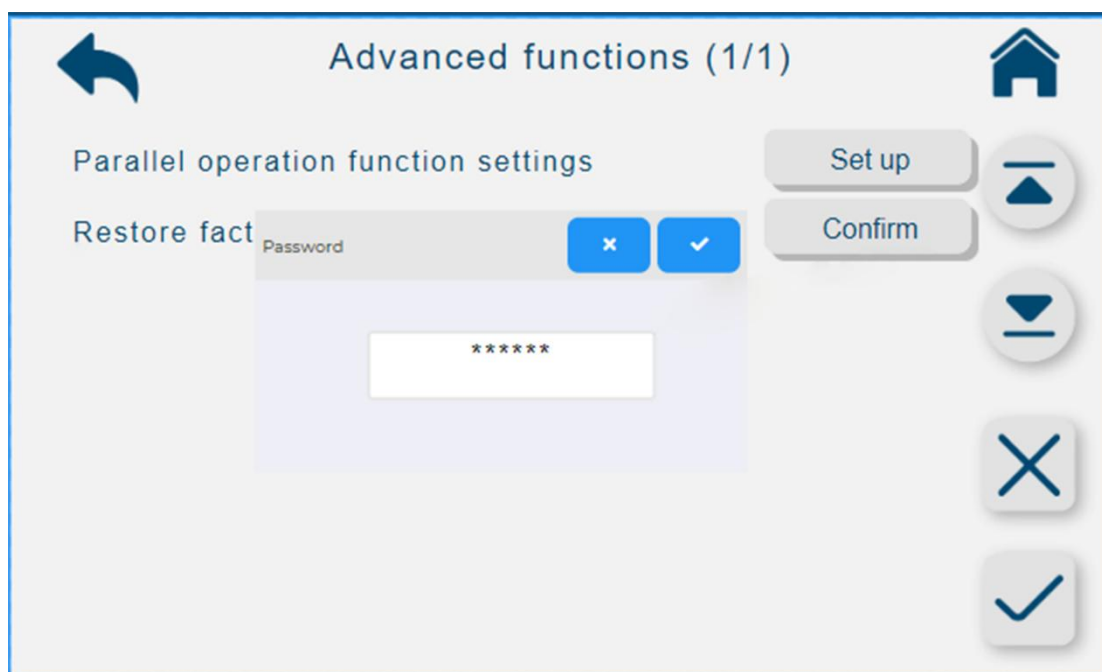 Advanced functions (1/1)
Parallel operation function settings
Set up
Restore fact
Confirm
Password
******